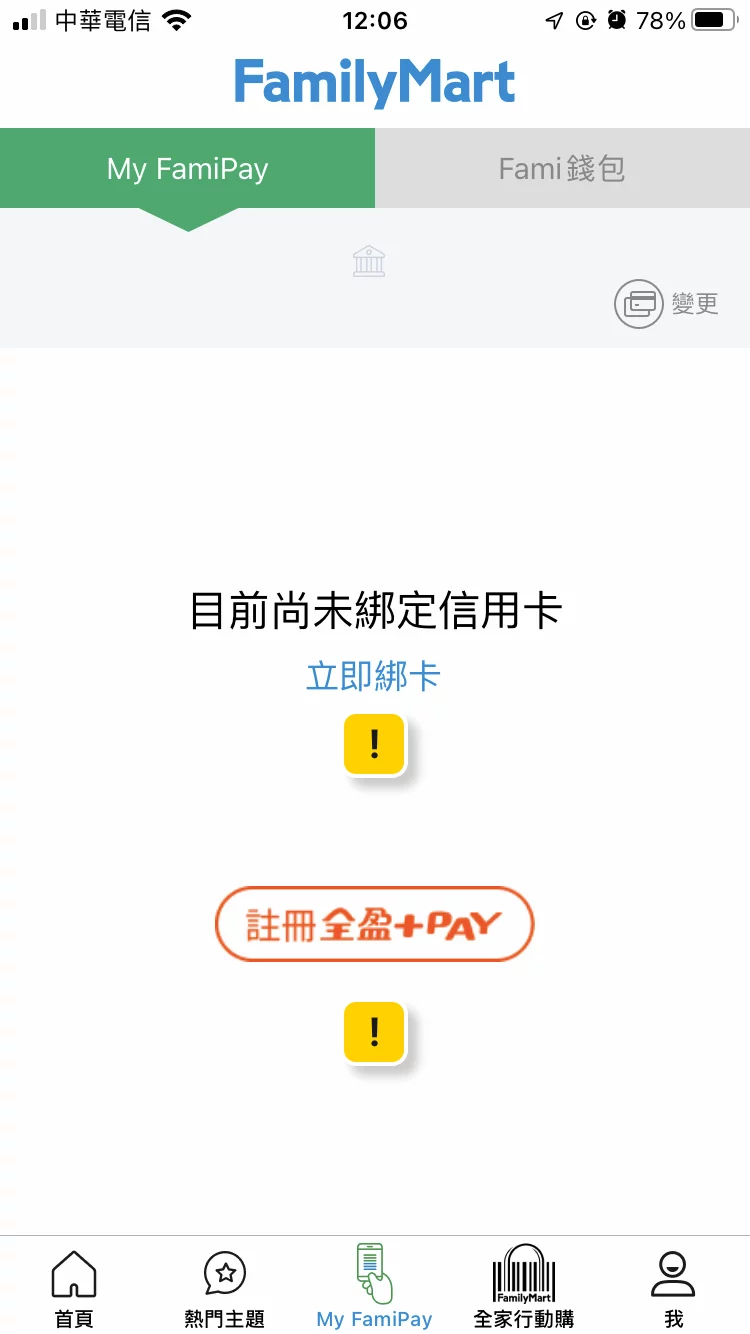 中華電信
12:06
78%
FamilyMart
My FamiPay
Fami錢包
變更
目前尚未綁定信用卡
立即綁卡
!
註冊全盈+PAY
!
FamilyMart
首頁
熱門主題
My FamiPay
全家行動購
我